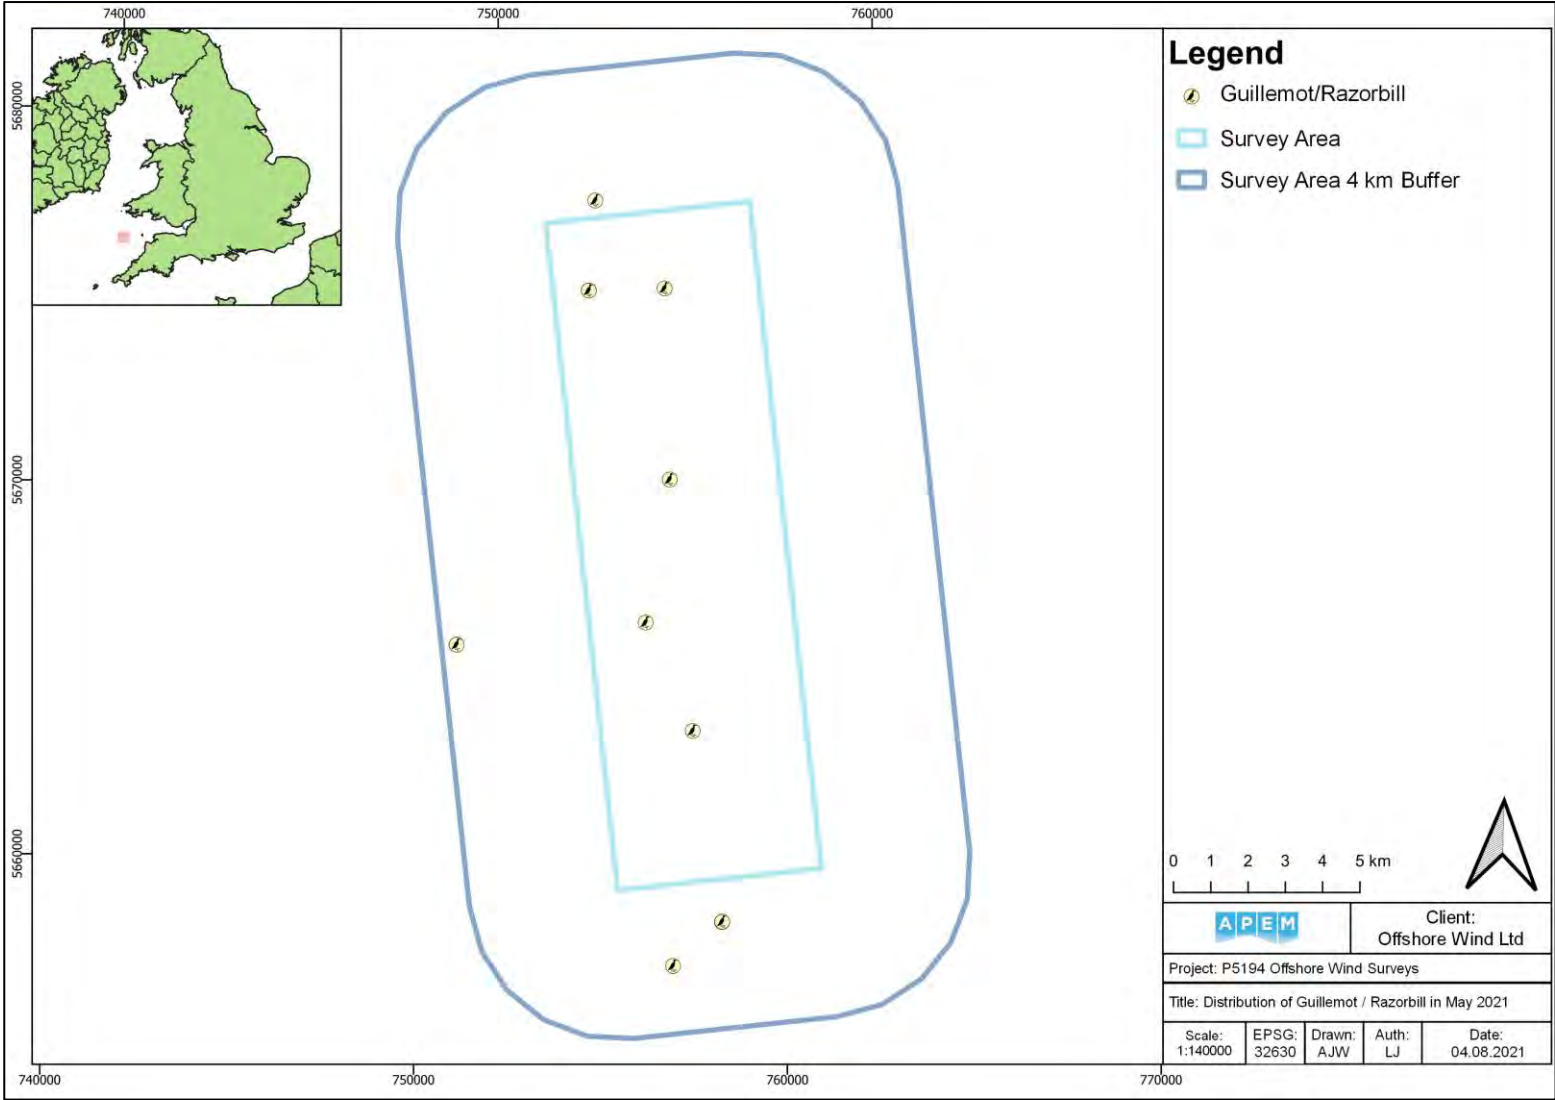 740000 750000 760000
5680000
5670000
5660000
740000 750000 760000 770000
Legend
Guillemot/Razorbill
Survey Area
Survey Area 4 km Buffer
0 1 2 3 4 5 km
APEM
Client:
Offshore Wind Ltd
Project: P5194 Offshore Wind Surveys
Title: Distribution of Guillemot / Razorbill in May 2021
Scale:
1:140000
EPSG:
32630
Drawn:
AJW
Auth:
LJ
Date:
04.08.2021